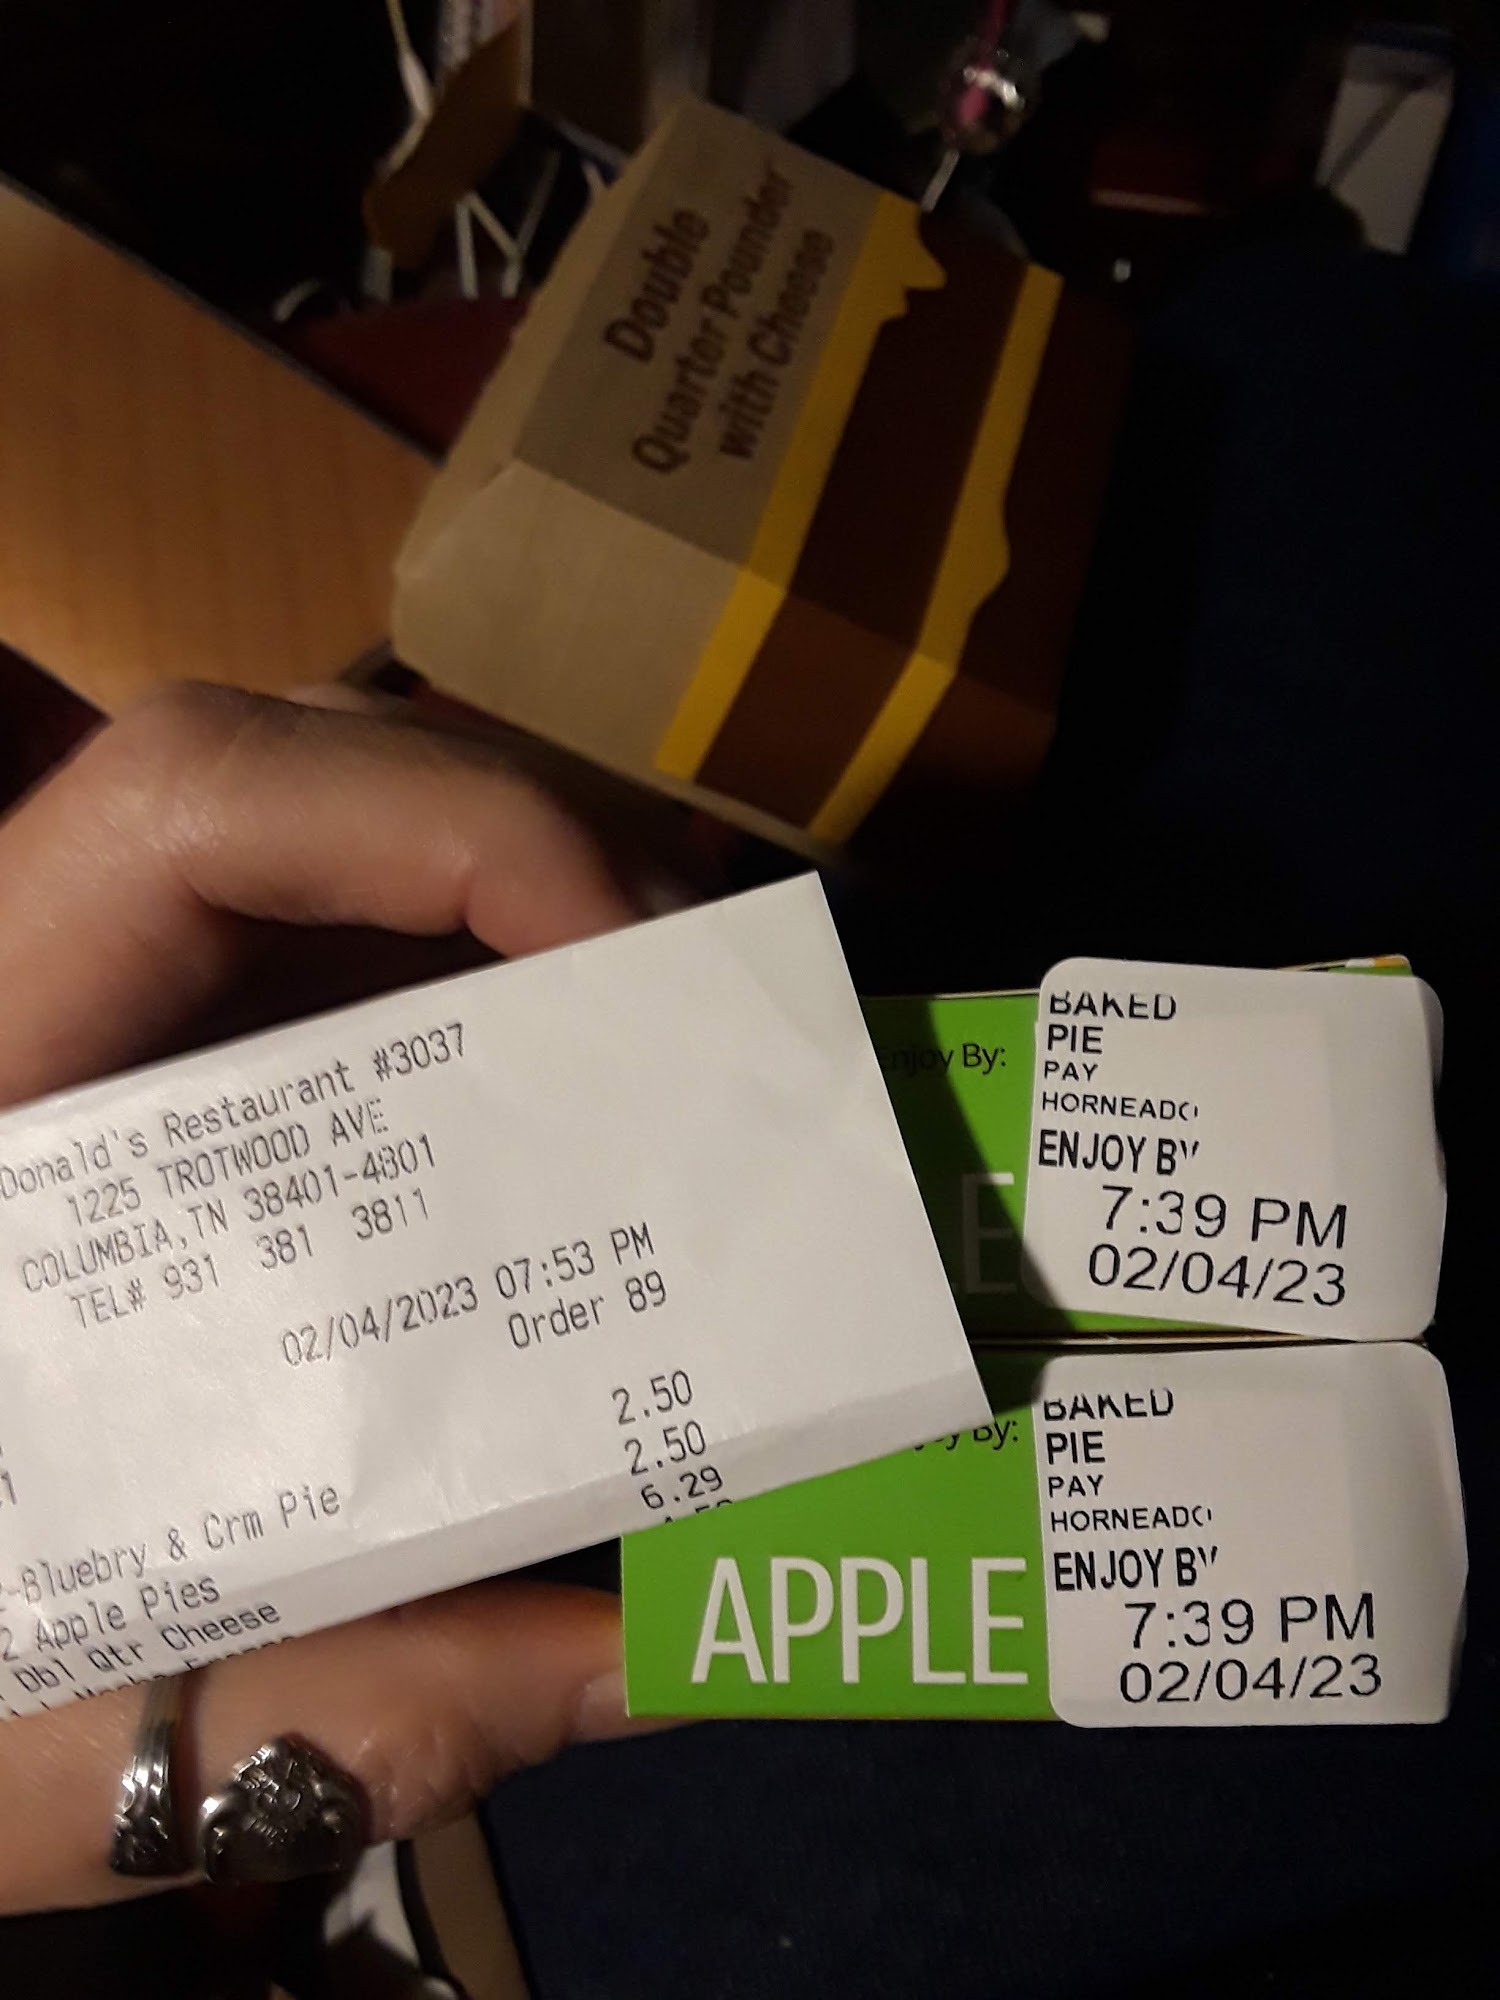 Double
Quarter Pounder
with Cheese
Donald's Restaurant #3037
1225 TROTWOOD AVE
COLUMBIA,TN 38401-4801
TEL# 931 381 3811
02/04/2023 07:53 PM
Order 89
2-Bluebry & Crm Pie 2.50
2 Apple Pies 2.50
Dbl Qtr Cheese 6.29
Enjoy By:
BAKED
PIE
PAY
HORNEADO
ENJOY BY
7:39 PM
02/04/23
By:
APPLE
BAKED
PIE
PAY
HORNEADO
ENJOY BY
7:39 PM
02/04/23